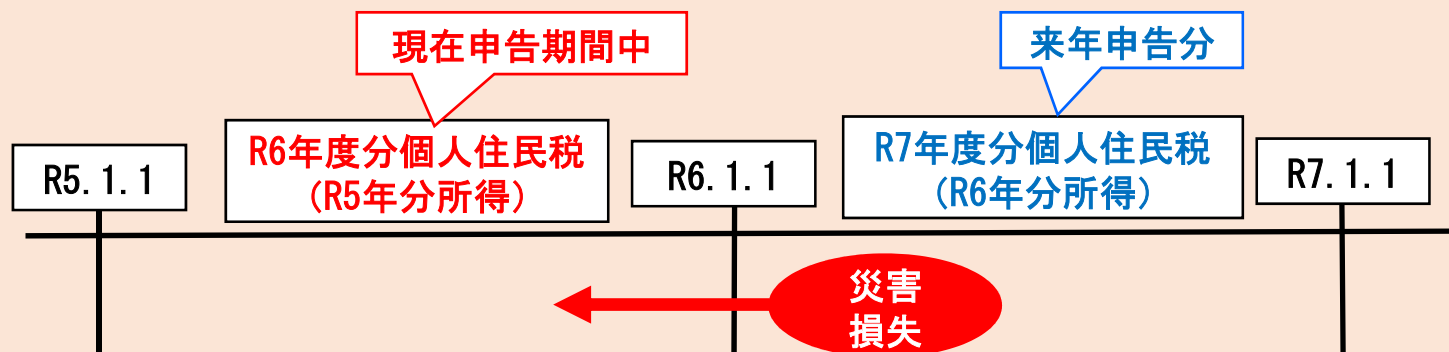 現在申告期間中
来年申告分
R5.1.1
R6年度分個人住民税
(R5年分所得)
R6.1.1
R7年度分個人住民税
(R6年分所得)
R7.1.1
災害
損失